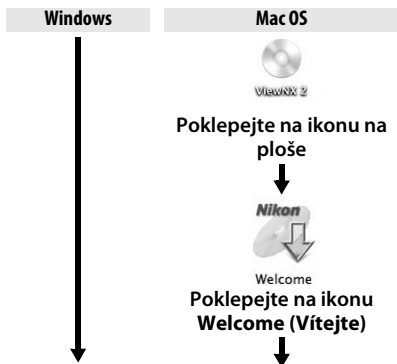 Windows
Mac OS
ViewNX 2
Poklepejte na ikonu na
ploše
Nikon
Welcome
Poklepejte na ikonu
Welcome (Vítejte)